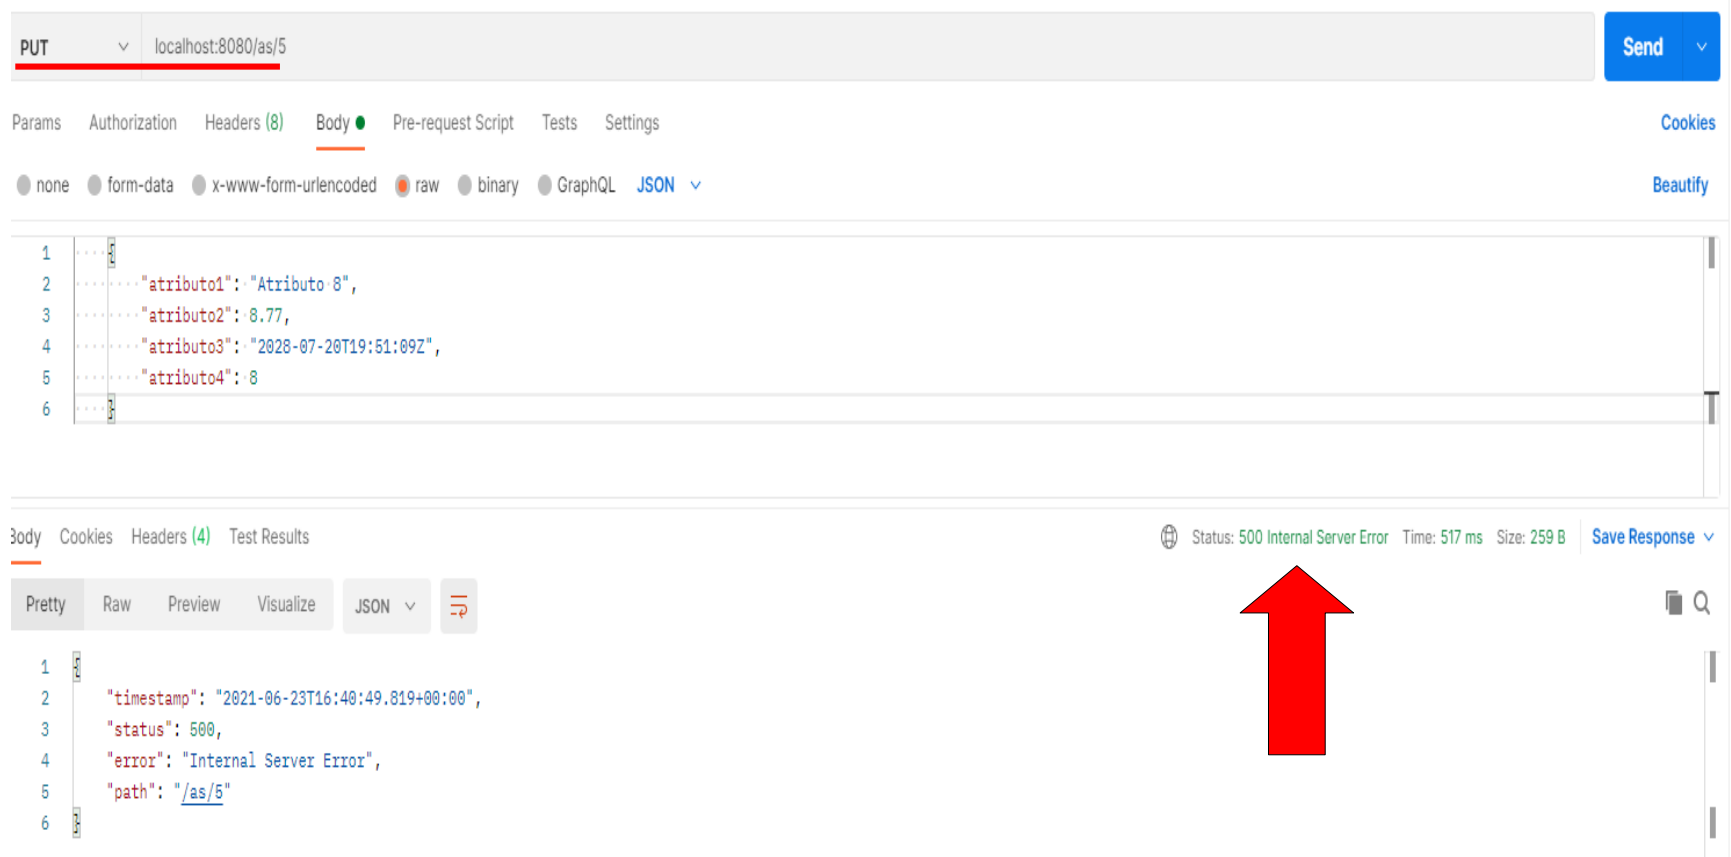 PUT localhost:8080/as/5 Send
Params Authorization Headers (8) Body Pre-request Script Tests Settings Cookies
none form-data x-www-form-urlencoded raw binary GraphQL JSON Beautify
1 {
2 "atributo1": "Atributo 8",
3 "atributo2": 8.77,
4 "atributo3": "2028-07-20T19:51:09Z",
5 "atributo4": 8
6 }
Body Cookies Headers (4) Test Results Status: 500 Internal Server Error Time: 517 ms Size: 259 B Save Response
Pretty Raw Preview Visualize JSON
1 {
2 "timestamp": "2021-06-23T16:40:49.819+00:00",
3 "status": 500,
4 "error": "Internal Server Error",
5 "path": "/as/5"
6 }